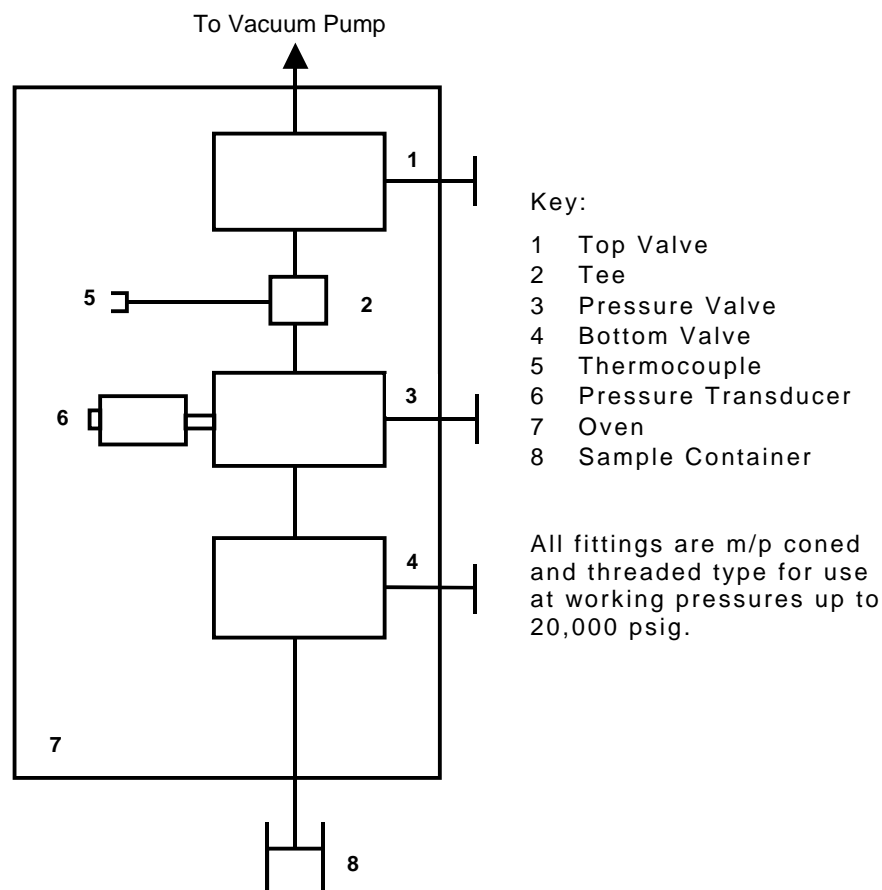 To Vacuum Pump
1
5
2
3
6
4
7
8
Key:
1 Top Valve
2 Tee
3 Pressure Valve
4 Bottom Valve
5 Thermocouple
6 Pressure Transducer
7 Oven
8 Sample Container
All fittings are m/p coned
and threaded type for use
at working pressures up to
20,000 psig.